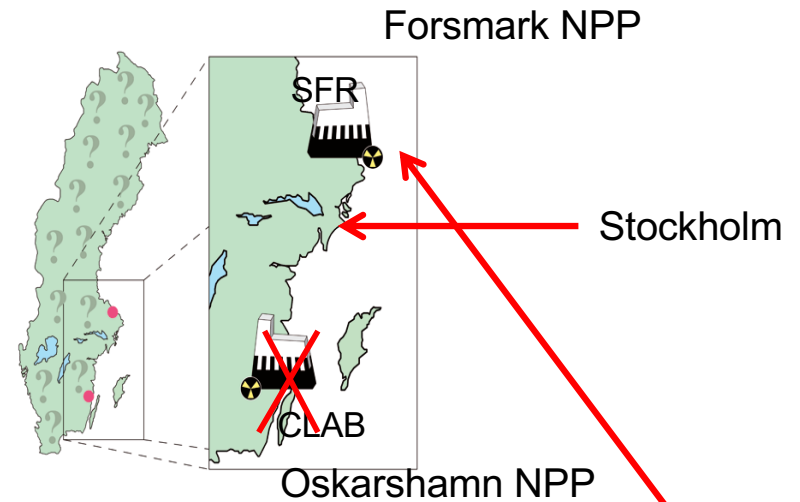 Forsmark NPP
SFR
? ? ? ? ? ? ? ? ? ? ? ?
Stockholm
CLAB
Oskarshamn NPP